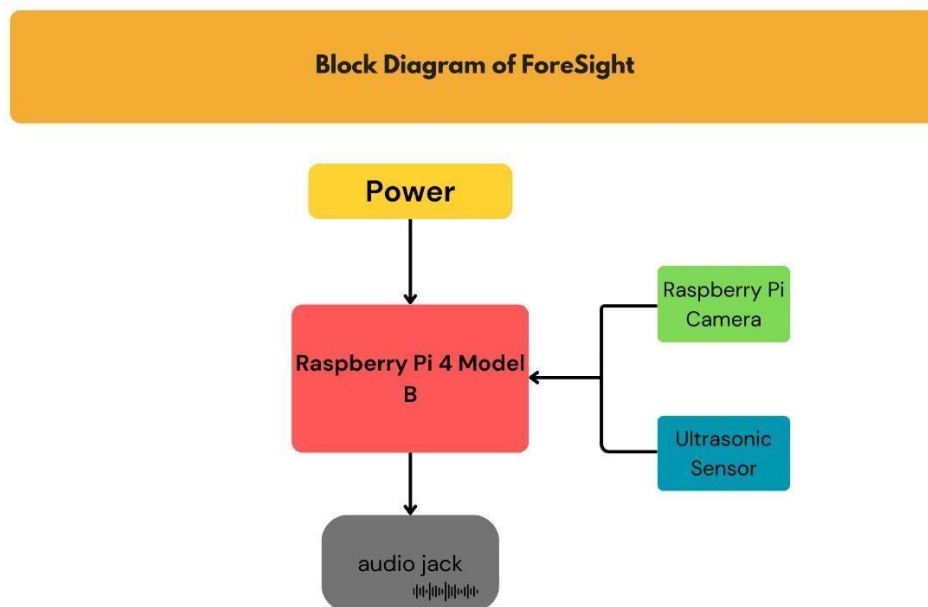 Block Diagram of ForeSight
Power
Raspberry Pi 4 Model
B
Raspberry Pi
Camera
Ultrasonic
Sensor
audio jack